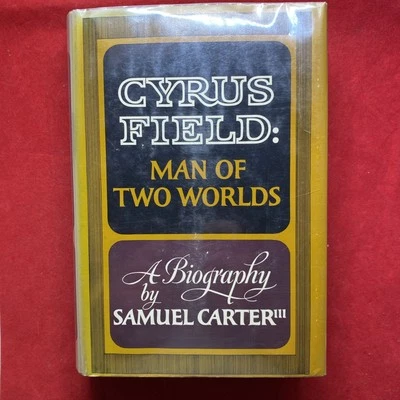 CYRUS
FIELD:
MAN OF
TWO WORLDS
A Biography
by
SAMUEL CARTER III